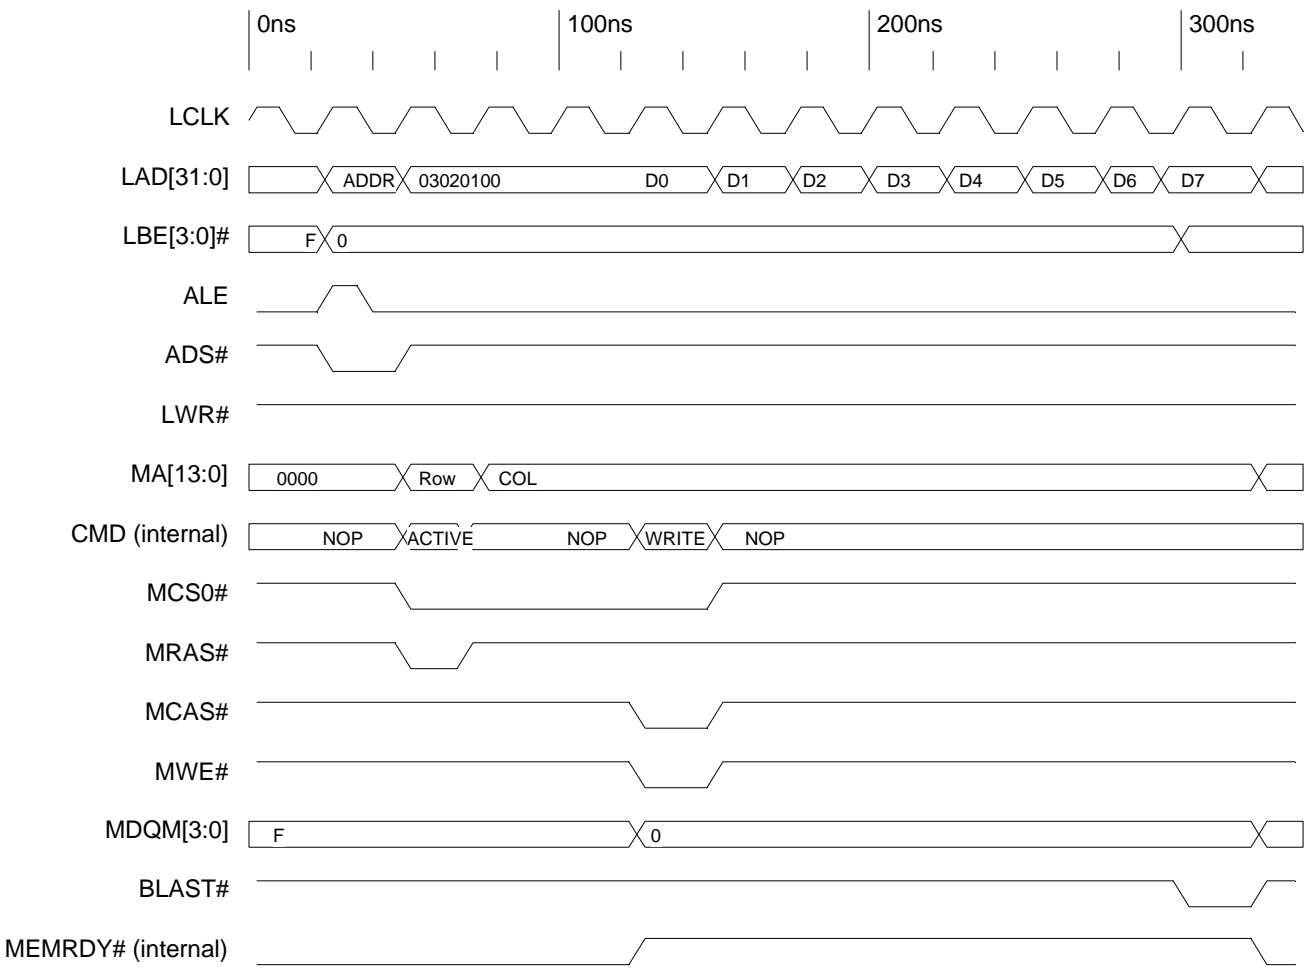 0ns 100ns 200ns 300ns
LCLK
LAD[31:0] ADDR 03020100 D0 D1 D2 D3 D4 D5 D6 D7
LBE[3:0]# F 0
ALE
ADS#
LWR#
MA[13:0] 0000 Row COL
CMD (internal) NOP ACTIVE NOP WRITE NOP
MCS0#
MRAS#
MCAS#
MWE#
MDQM[3:0] F 0
BLAST#
MEMRDY# (internal)